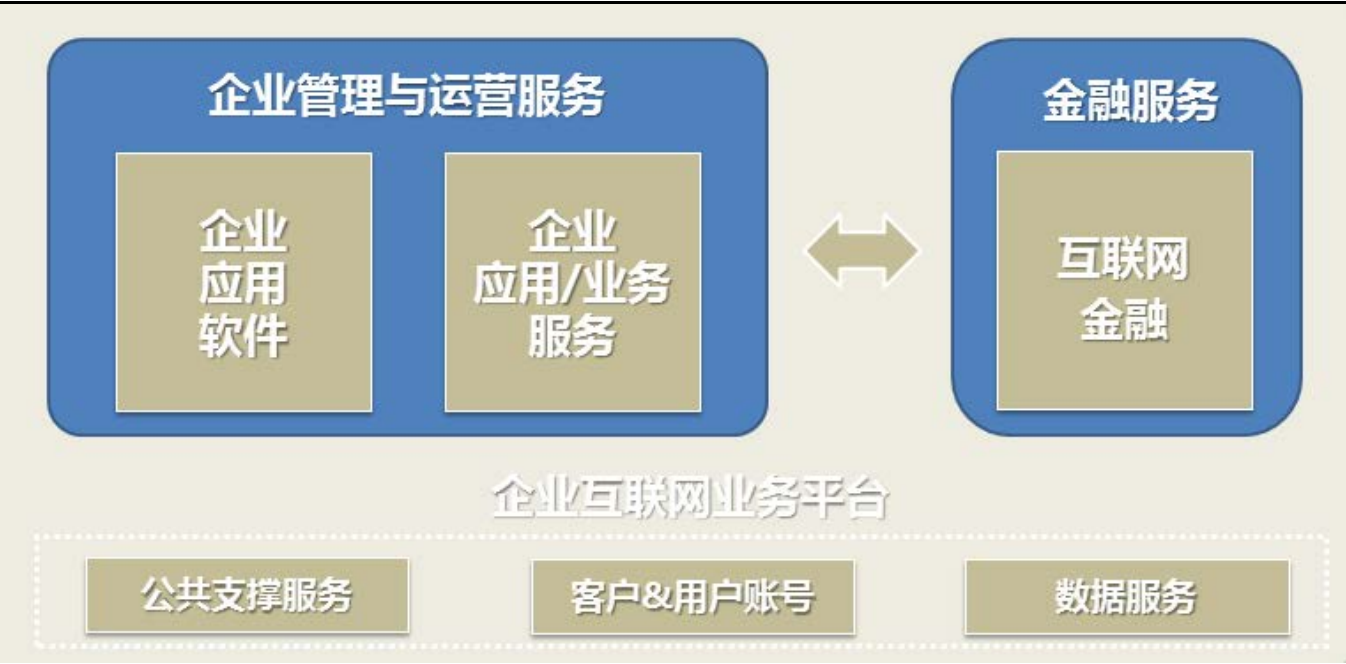 企业管理与运营服务
企业
应用
软件
企业
应用/业务
服务
金融服务
互联网
金融
企业互联网业务平台
公共支撑服务
客户&用户账号
数据服务